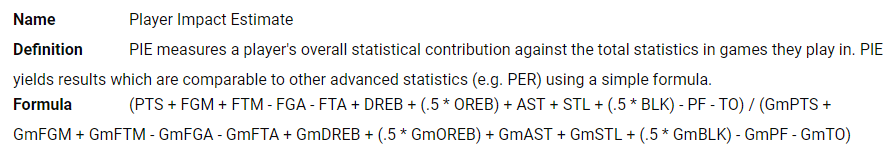 Name Player Impact Estimate
Definition PIE measures a player's overall statistical contribution against the total statistics in games they play in. PIE
yields results which are comparable to other advanced statistics (e.g. PER) using a simple formula.
Formula (PTS + FGM + FTM - FGA - FTA + DREB + (.5 * OREB) + AST + STL + (.5 * BLK) - PF - TO) / (GmPTS +
GmFGM + GmFTM - GmFGA - GmFTA + GmDREB + (.5 * GmOREB) + GmAST + GmSTL + (.5 * GmBLK) - GmPF - GmTO)